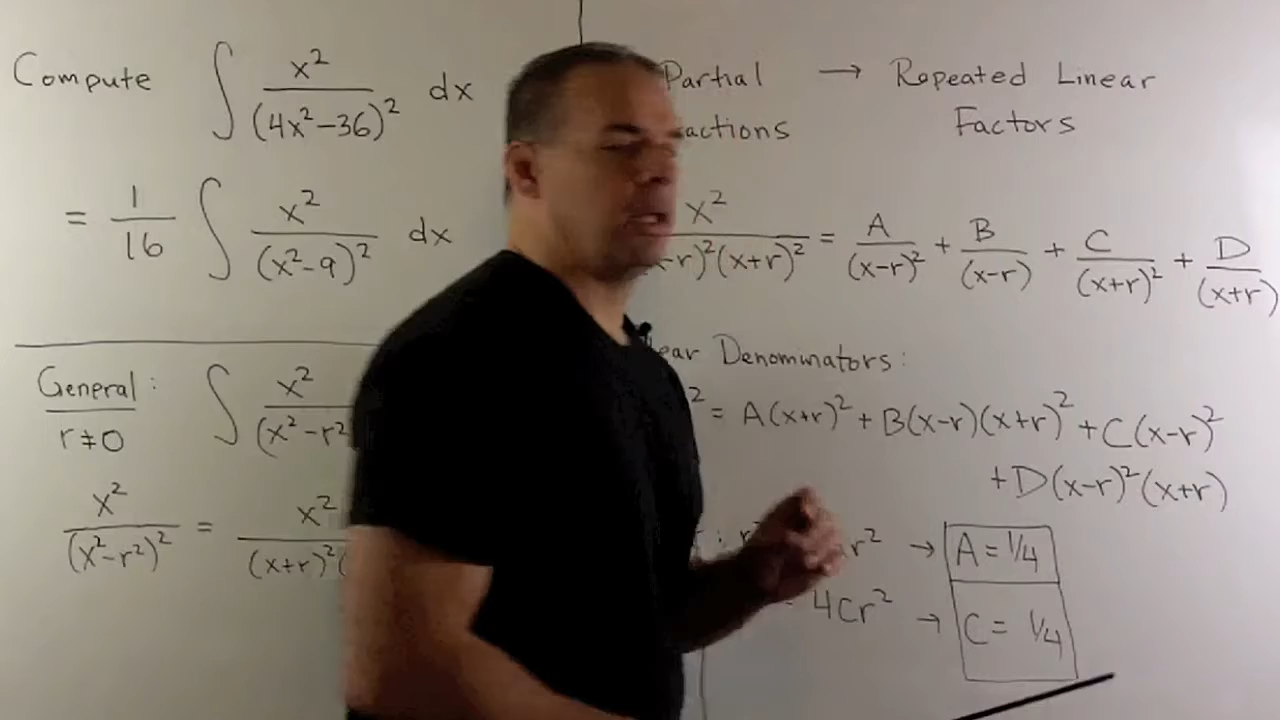 Compute ∫ x² / (4x²-36)² dx
= 1/16 ∫ x² / (x²-9)² dx
General: ∫ x² / (x²-r²
r≠0
x² / (x²-r²)² = x² / (x+r)²(
Partial → Repeated Linear
actions Factors
x² / -r)²(x+r)² = A/(x-r)² + B/(x-r) + C/(x+r)² + D/(x+r)
ear Denominators:
² = A(x+r)² + B(x-r)(x+r)² + C(x-r)²
+ D(x-r)²(x+r)
: r² r² → A = 1/4
4Cr² → C = 1/4